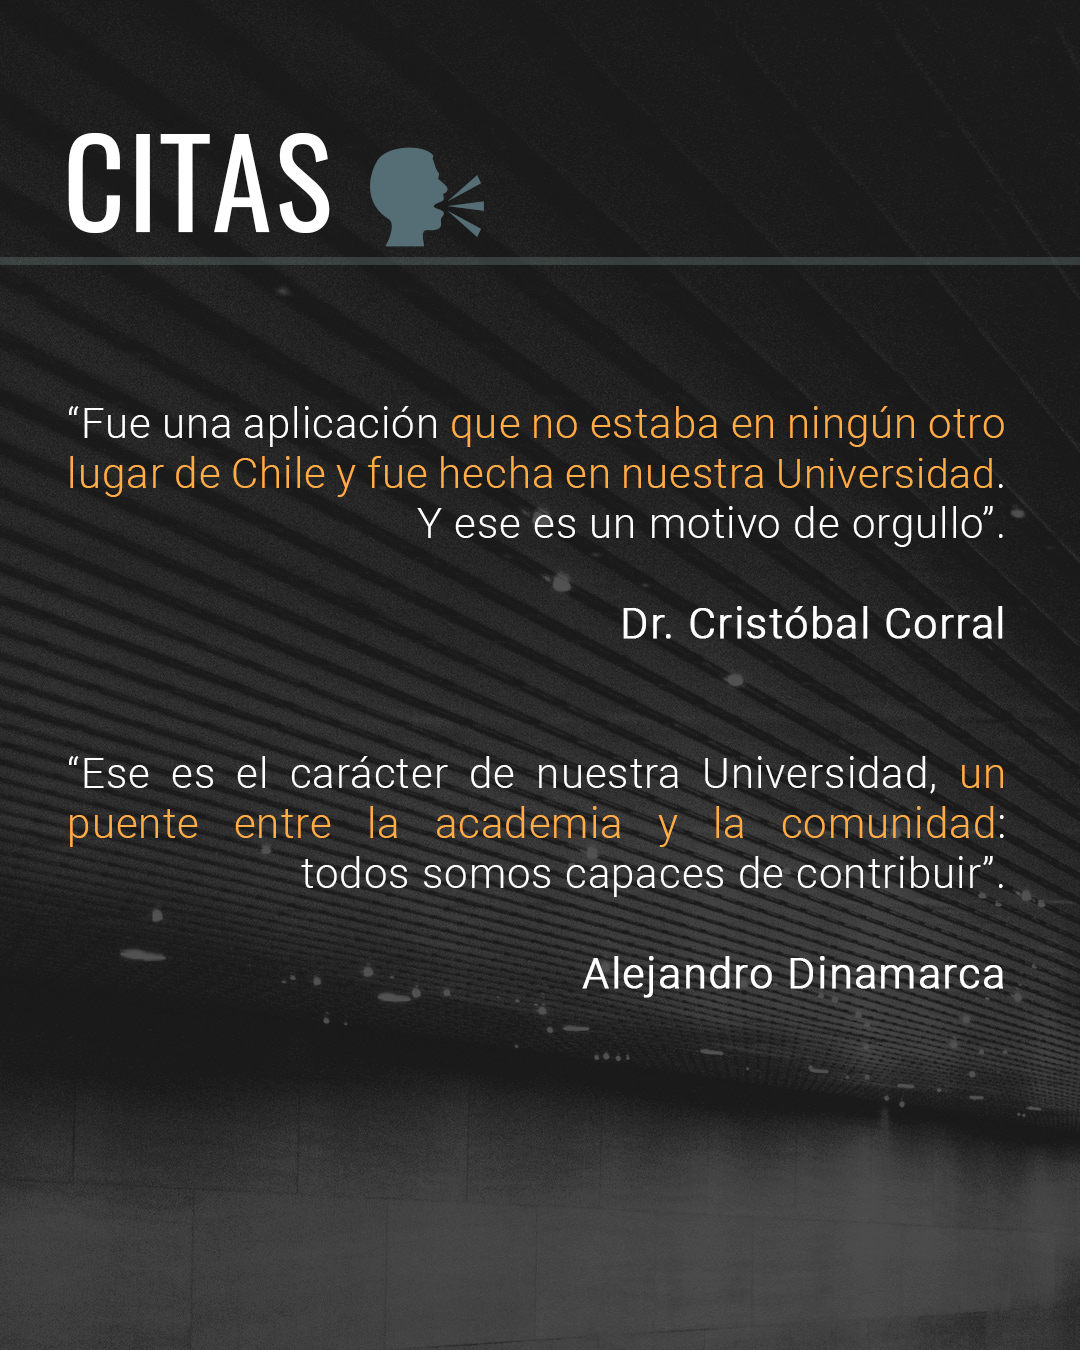 CITAS
“Fue una aplicación que no estaba en ningún otro
lugar de Chile y fue hecha en nuestra Universidad.
Y ese es un motivo de orgullo”.
Dr. Cristóbal Corral
“Ese es el carácter de nuestra Universidad, un
puente entre la academia y la comunidad:
todos somos capaces de contribuir”.
Alejandro Dinamarca